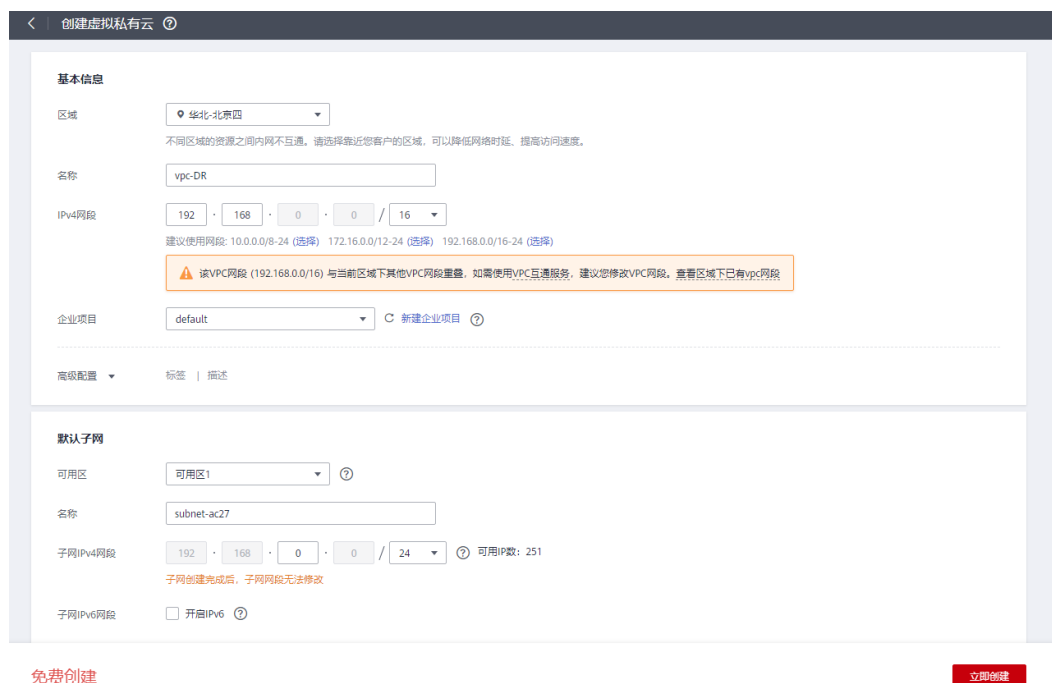 创建虚拟私有云
基本信息
区域 华北-北京四
不同区域的资源之间内网不互通。请选择靠近您客户的区域，可以降低网络时延、提高访问速度。
名称 vpc-DR
IPv4网段 192 · 168 · 0 · 0 / 16
建议使用网段: 10.0.0.0/8-24 (选择) 172.16.0.0/12-24 (选择) 192.168.0.0/16-24 (选择)
该VPC网段 (192.168.0.0/16) 与当前区域下其他VPC网段重叠，如需使用VPC互通服务，建议您修改VPC网段。查看区域下已有vpc网段
企业项目 default 新建企业项目
高级配置 标签 | 描述
默认子网
可用区 可用区1
名称 subnet-ac27
子网IPv4网段 192 · 168 · 0 · 0 / 24 可用IP数：251
子网创建完成后，子网网段无法修改
子网IPv6网段 开启IPv6
免费创建 立即创建